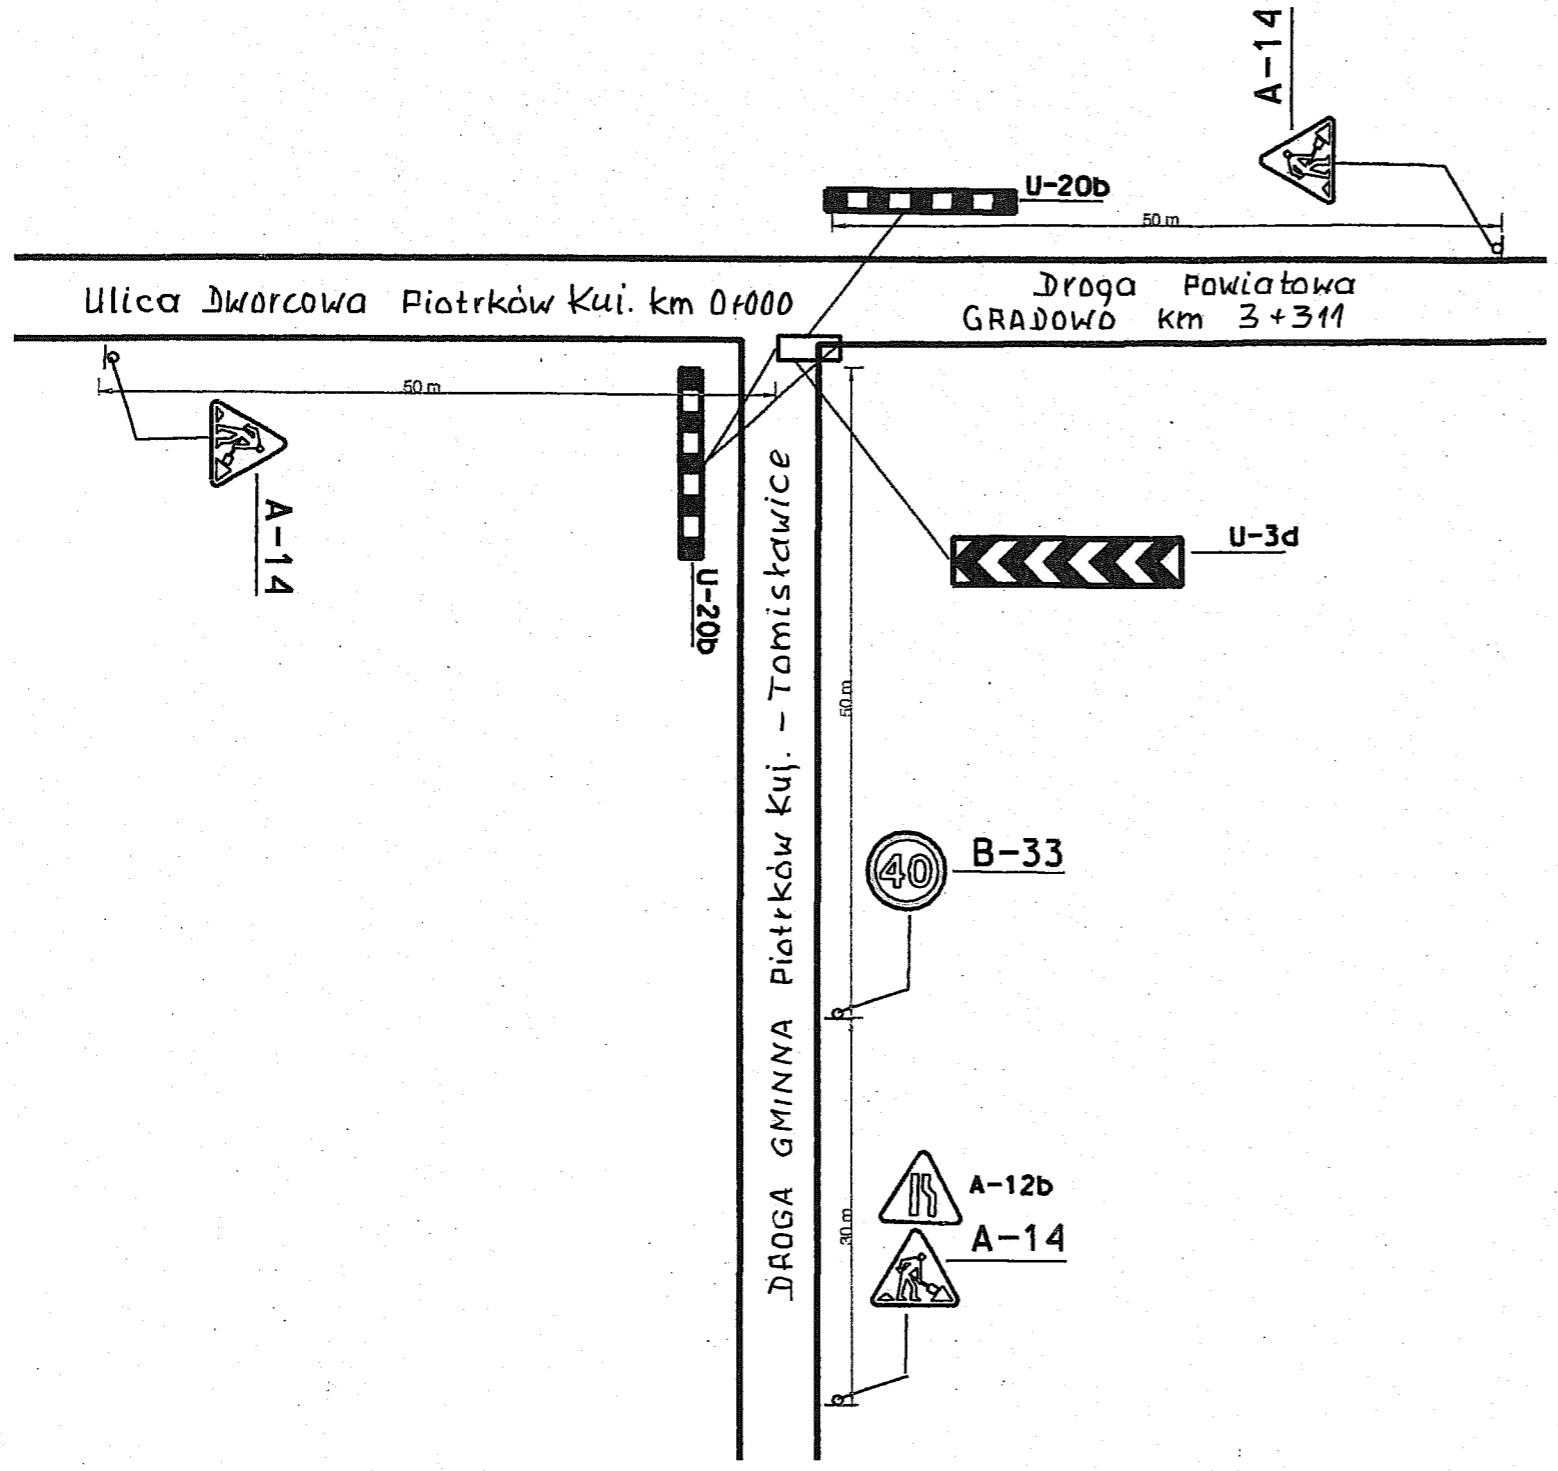 A-14
U-20b
50 m
Ulica Dworcowa Piotrków Kui. km 0+000
Droga Powiatowa
GRADOWO km 3+311
50 m
A-14
U-20b
U-3d
50 m
DROGA GMINNA Piotrków Kuj. - Tomisławice
40
B-33
A-12b
A-14
30 m